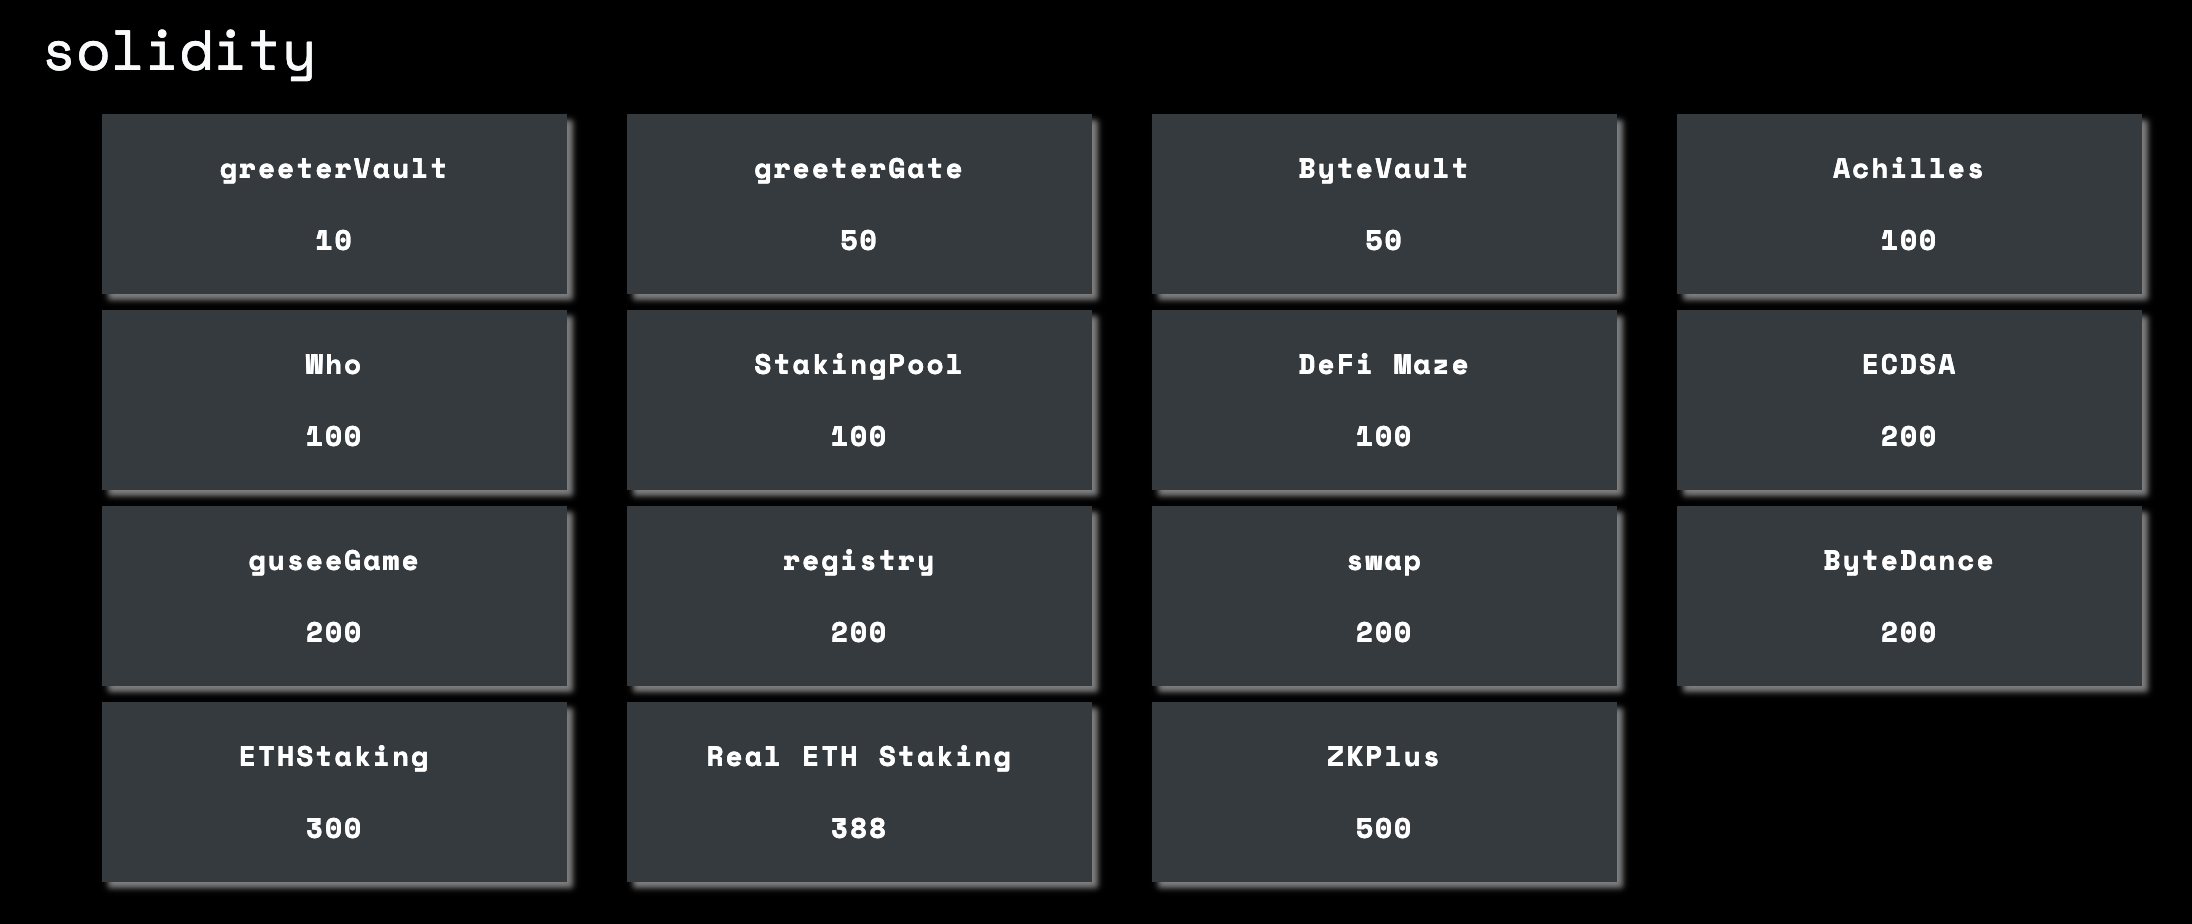 solidity
greeterVault
10
greeterGate
50
ByteVault
50
Achilles
100
Who
100
StakingPool
100
DeFi Maze
100
ECDSA
200
guseeGame
200
registry
200
swap
200
ByteDance
200
ETHStaking
300
Real ETH Staking
388
ZKPlus
500